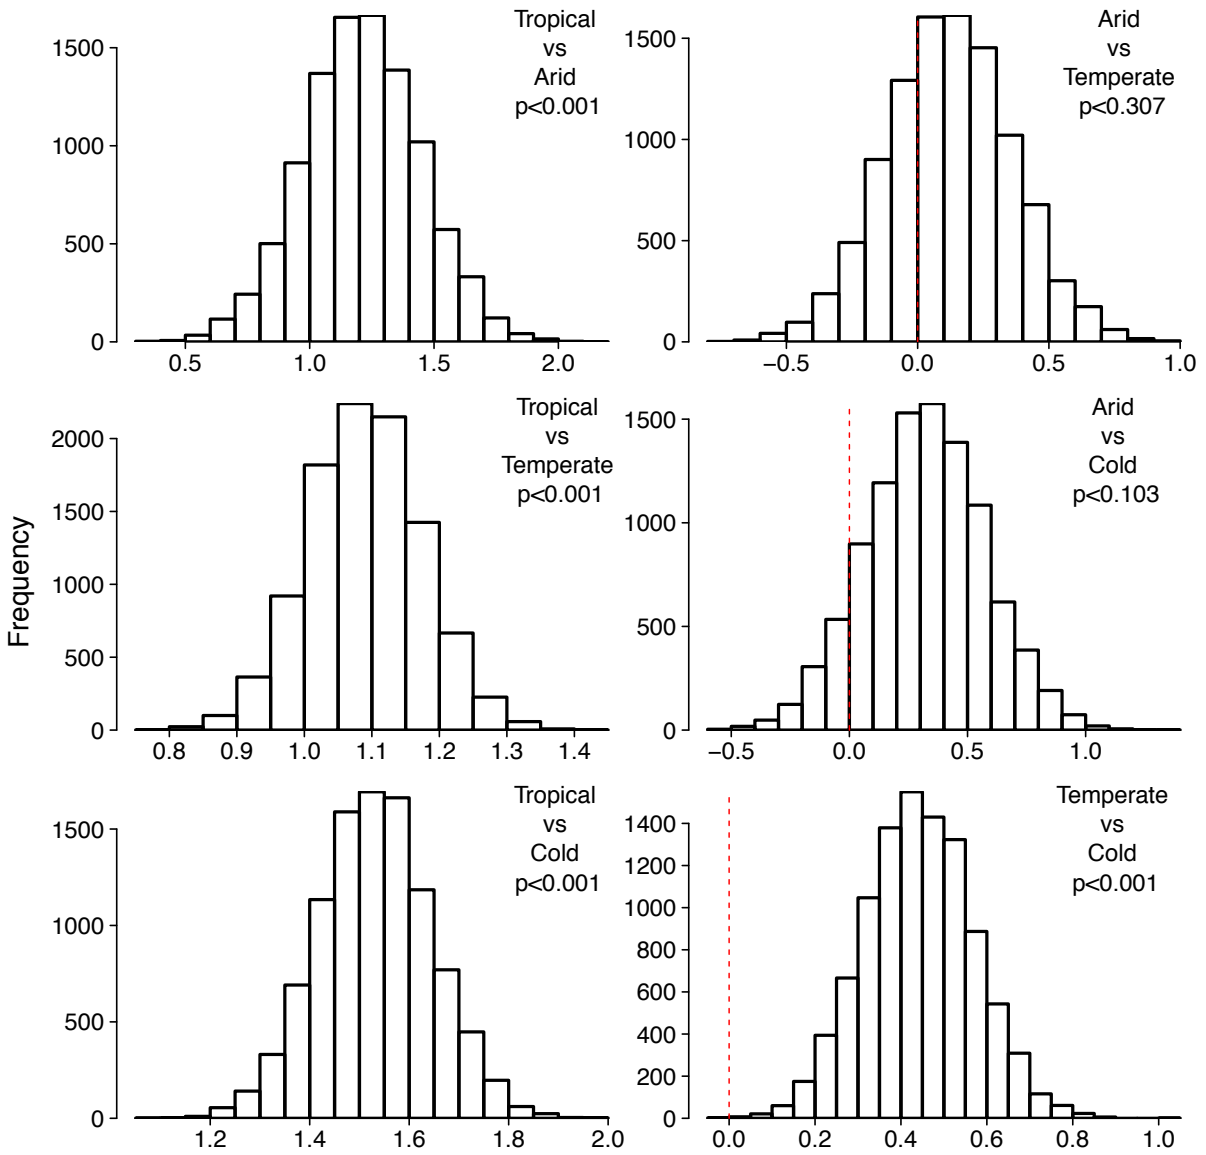 Frequency
Tropical
vs
Arid
p<0.001
1500
1000
500
0
0.5 1.0 1.5 2.0
Arid
vs
Temperate
p<0.307
1500
1000
500
0
−0.5 0.0 0.5 1.0
Tropical
vs
Temperate
p<0.001
2000
1500
1000
500
0
0.8 0.9 1.0 1.1 1.2 1.3 1.4
Arid
vs
Cold
p<0.103
1500
1000
500
0
−0.5 0.0 0.5 1.0
Tropical
vs
Cold
p<0.001
1500
1000
500
0
1.2 1.4 1.6 1.8 2.0
Temperate
vs
Cold
p<0.001
1400
1200
1000
800
600
400
200
0
0.0 0.2 0.4 0.6 0.8 1.0